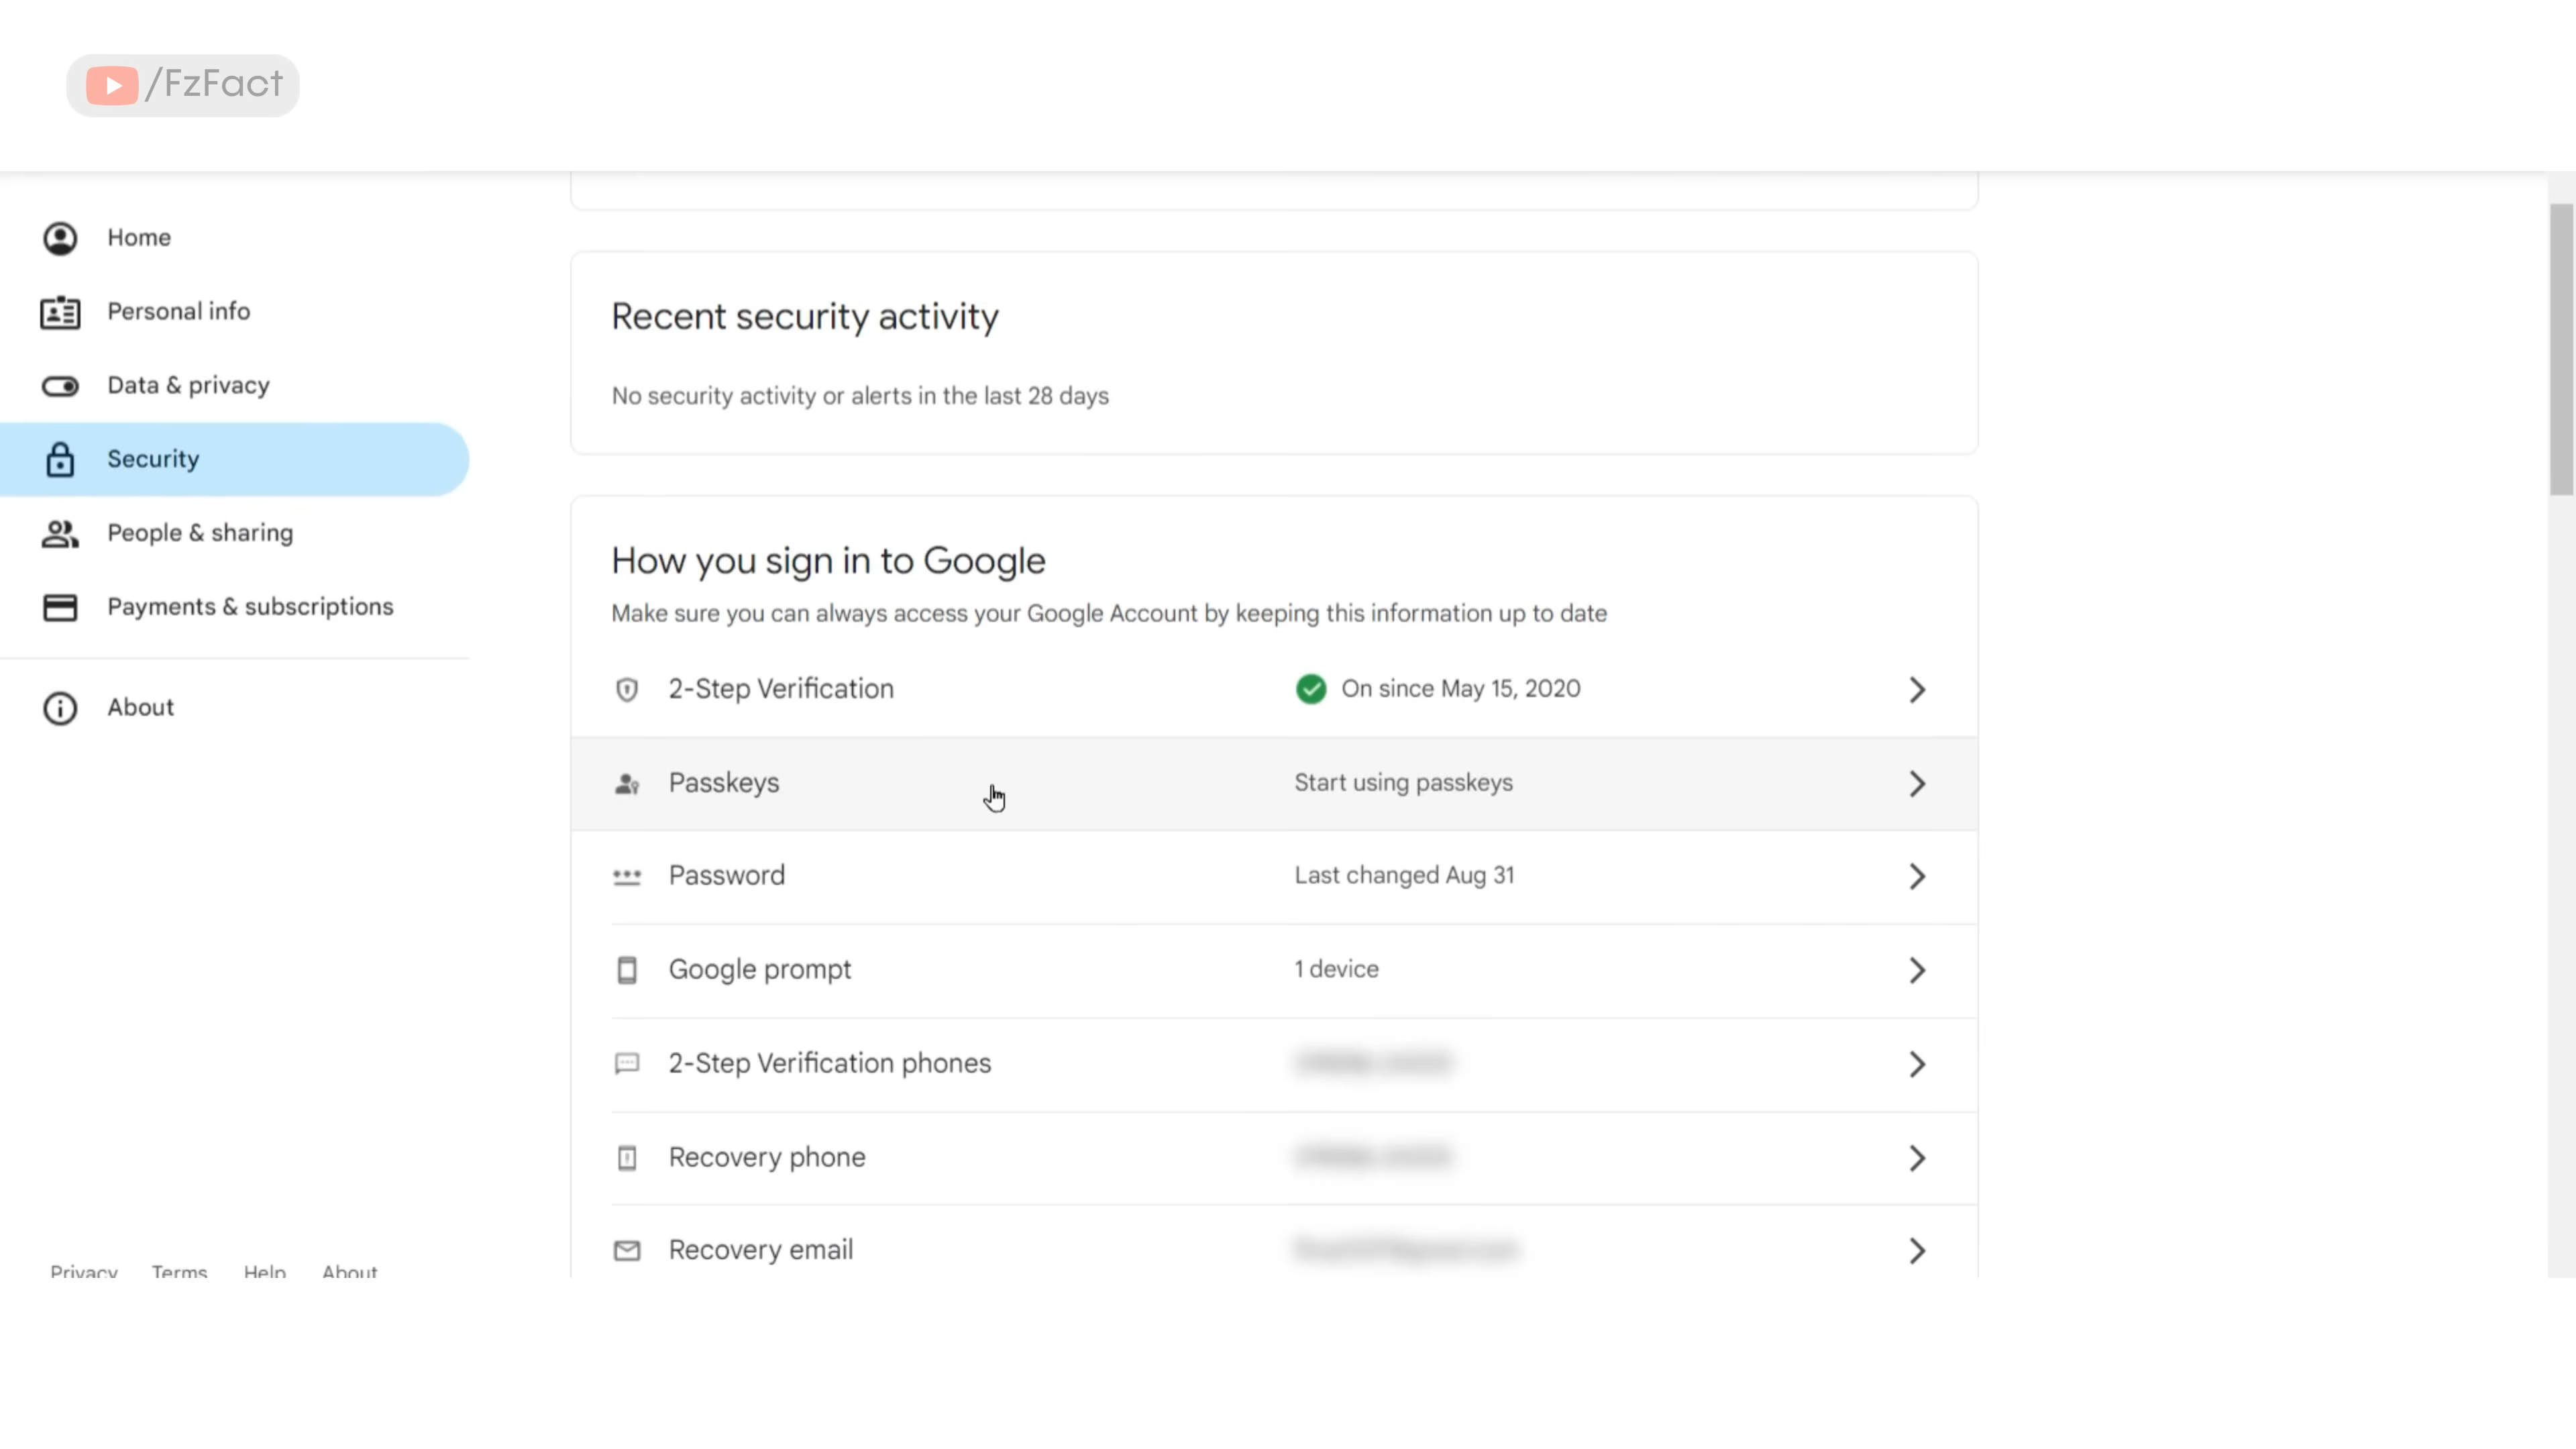 /FzFact
Home
Personal info
Data & privacy
Security
People & sharing
Payments & subscriptions
About
Recent security activity
No security activity or alerts in the last 28 days
How you sign in to Google
Make sure you can always access your Google Account by keeping this information up to date
2-Step Verification On since May 15, 2020
Passkeys Start using passkeys
Password Last changed Aug 31
Google prompt 1 device
2-Step Verification phones
Recovery phone
Recovery email
Privacy Terms Help About